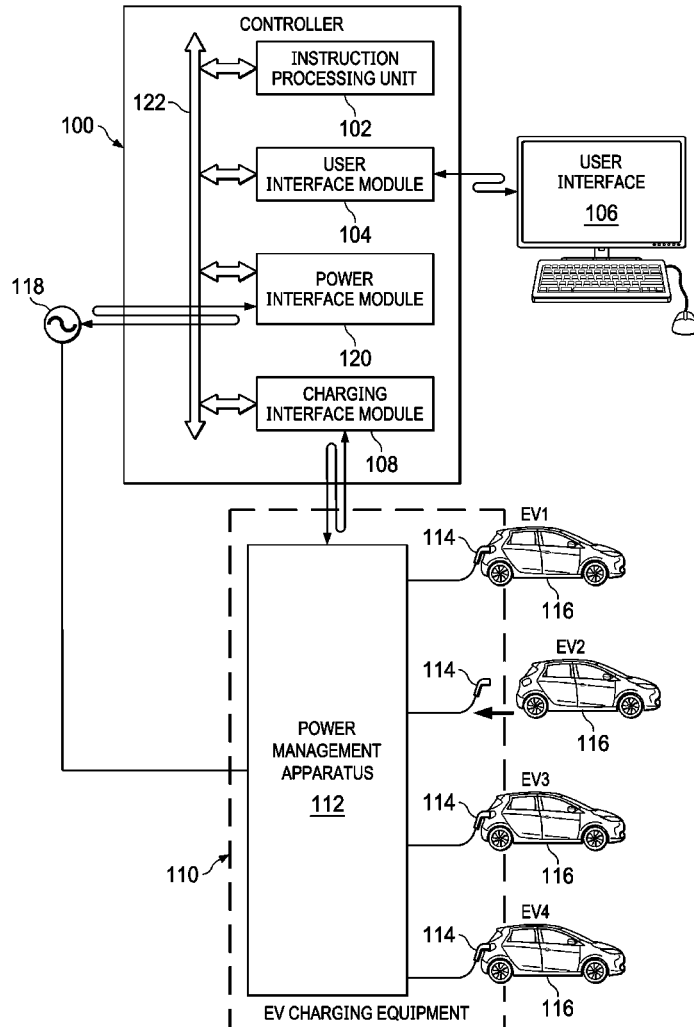 CONTROLLER
INSTRUCTION
PROCESSING UNIT
122
102
100
USER
INTERFACE MODULE
USER
INTERFACE
106
104
118
POWER
INTERFACE MODULE
120
CHARGING
INTERFACE MODULE
108
EV1
114
116
EV2
114
116
POWER
MANAGEMENT
APPARATUS
112
EV3
114
116
110
EV4
114
116
EV CHARGING EQUIPMENT